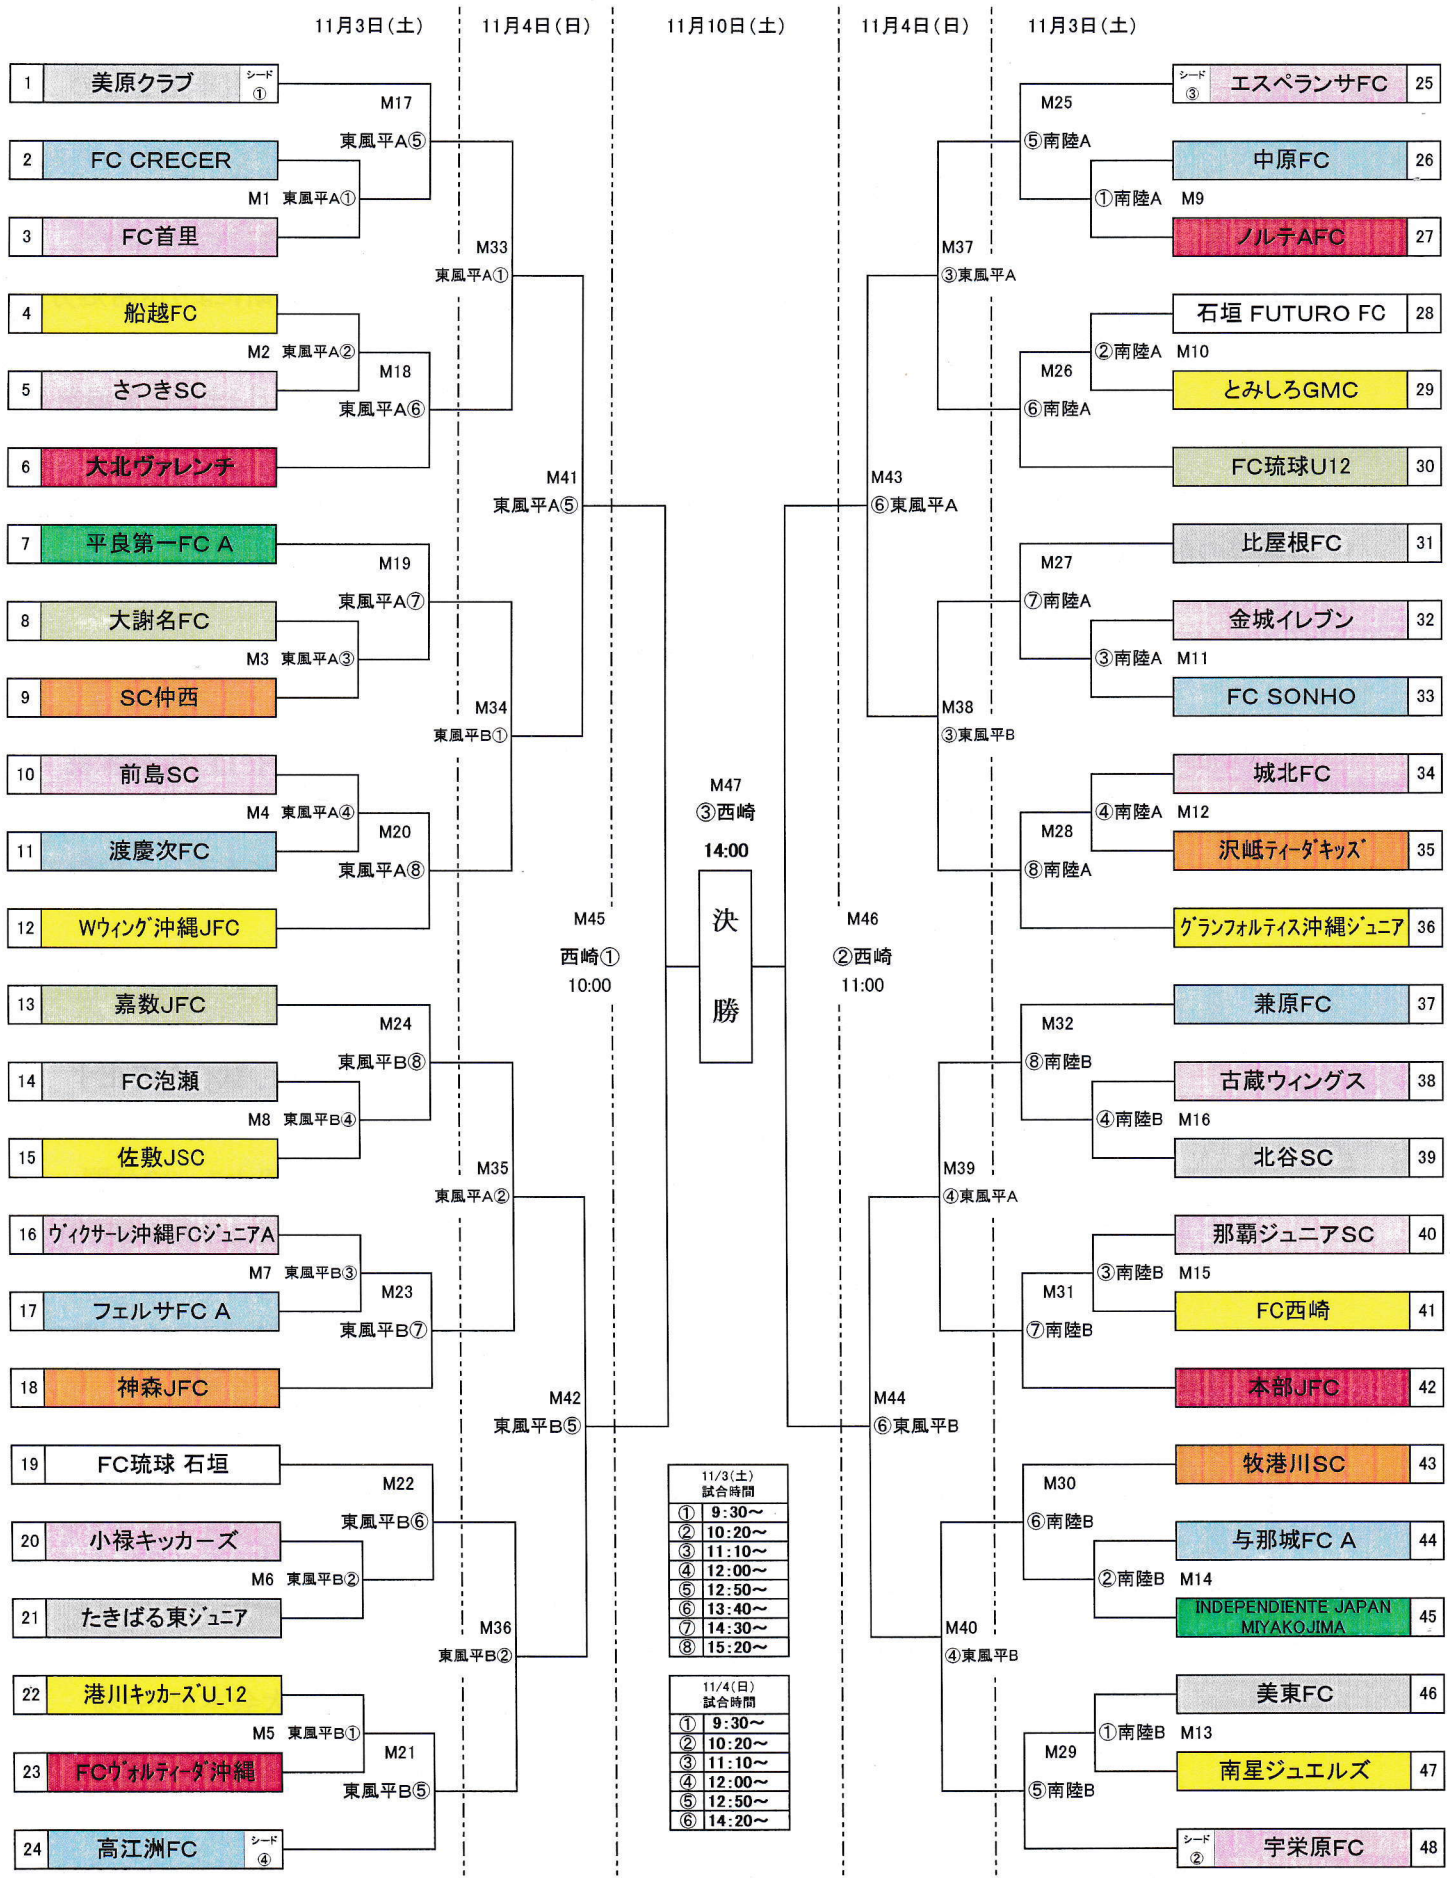 11月3日(土) 11月4日(日) 11月10日(土) 11月4日(日) 11月3日(土)
1 美原クラブ シード①
M17
東風平A⑤
2 FC CRECER
M1 東風平A①
3 FC首里
M33
東風平A①
4 船越FC
M2 東風平A②
M18
5 さつきSC
東風平A⑥
6 大北ヴァレンチ
M41
東風平A⑤
7 平良第一FC A
M19
東風平A⑦
8 大謝名FC
M3 東風平A③
9 SC仲西
M34
東風平B①
10 前島SC
M4 東風平A④
M20
11 渡慶次FC
東風平A⑧
12 Wウィング沖縄JFC
M45
西崎①
10:00
13 嘉数JFC
M24
東風平B⑧
14 FC泡瀬
M8 東風平B④
15 佐敷JSC
M35
東風平A②
16 ヴィクサーレ沖縄FCジュニアA
M7 東風平B③
M23
17 フェルサFC A
東風平B⑦
18 神森JFC
M42
東風平B⑤
19 FC琉球 石垣
M22
東風平B⑥
20 小禄キッカーズ
M6 東風平B②
21 たきばる東ジュニア
M36
東風平B②
22 港川キッカーズU_12
M5 東風平B①
M21
23 FCヴォルティーダ沖縄
東風平B⑤
24 高江洲FC シード④
M47
③西崎
14:00
決
勝
11/3(土)
試合時間
① 9:30～
② 10:20～
③ 11:10～
④ 12:00～
⑤ 12:50～
⑥ 13:40～
⑦ 14:30～
⑧ 15:20～
11/4(日)
試合時間
① 9:30～
② 10:20～
③ 11:10～
④ 12:00～
⑤ 12:50～
⑥ 14:20～
シード③ エスペランサFC 25
M25
⑤南陸A
中原FC 26
①南陸A M9
ノルテAFC 27
M37
③東風平A
石垣 FUTURO FC 28
②南陸A M10
M26
とみしろGMC 29
⑥南陸A
FC琉球U12 30
M43
⑥東風平A
比屋根FC 31
M27
⑦南陸A
金城イレブン 32
③南陸A M11
FC SONHO 33
M38
③東風平B
城北FC 34
④南陸A M12
M28
沢岻ティーダキッズ 35
⑧南陸A
グランフォルティス沖縄ジュニア 36
M46
②西崎
11:00
兼原FC 37
M32
⑧南陸B
古蔵ウィングス 38
④南陸B M16
北谷SC 39
M39
④東風平A
那覇ジュニアSC 40
③南陸B M15
M31
FC西崎 41
⑦南陸B
本部JFC 42
M44
⑥東風平B
牧港川SC 43
M30
⑥南陸B
与那城FC A 44
②南陸B M14
INDEPENDIENTE JAPAN
MIYAKOJIMA 45
M40
④東風平B
美東FC 46
①南陸B M13
M29
南星ジュエルズ 47
⑤南陸B
シード② 宇栄原FC 48